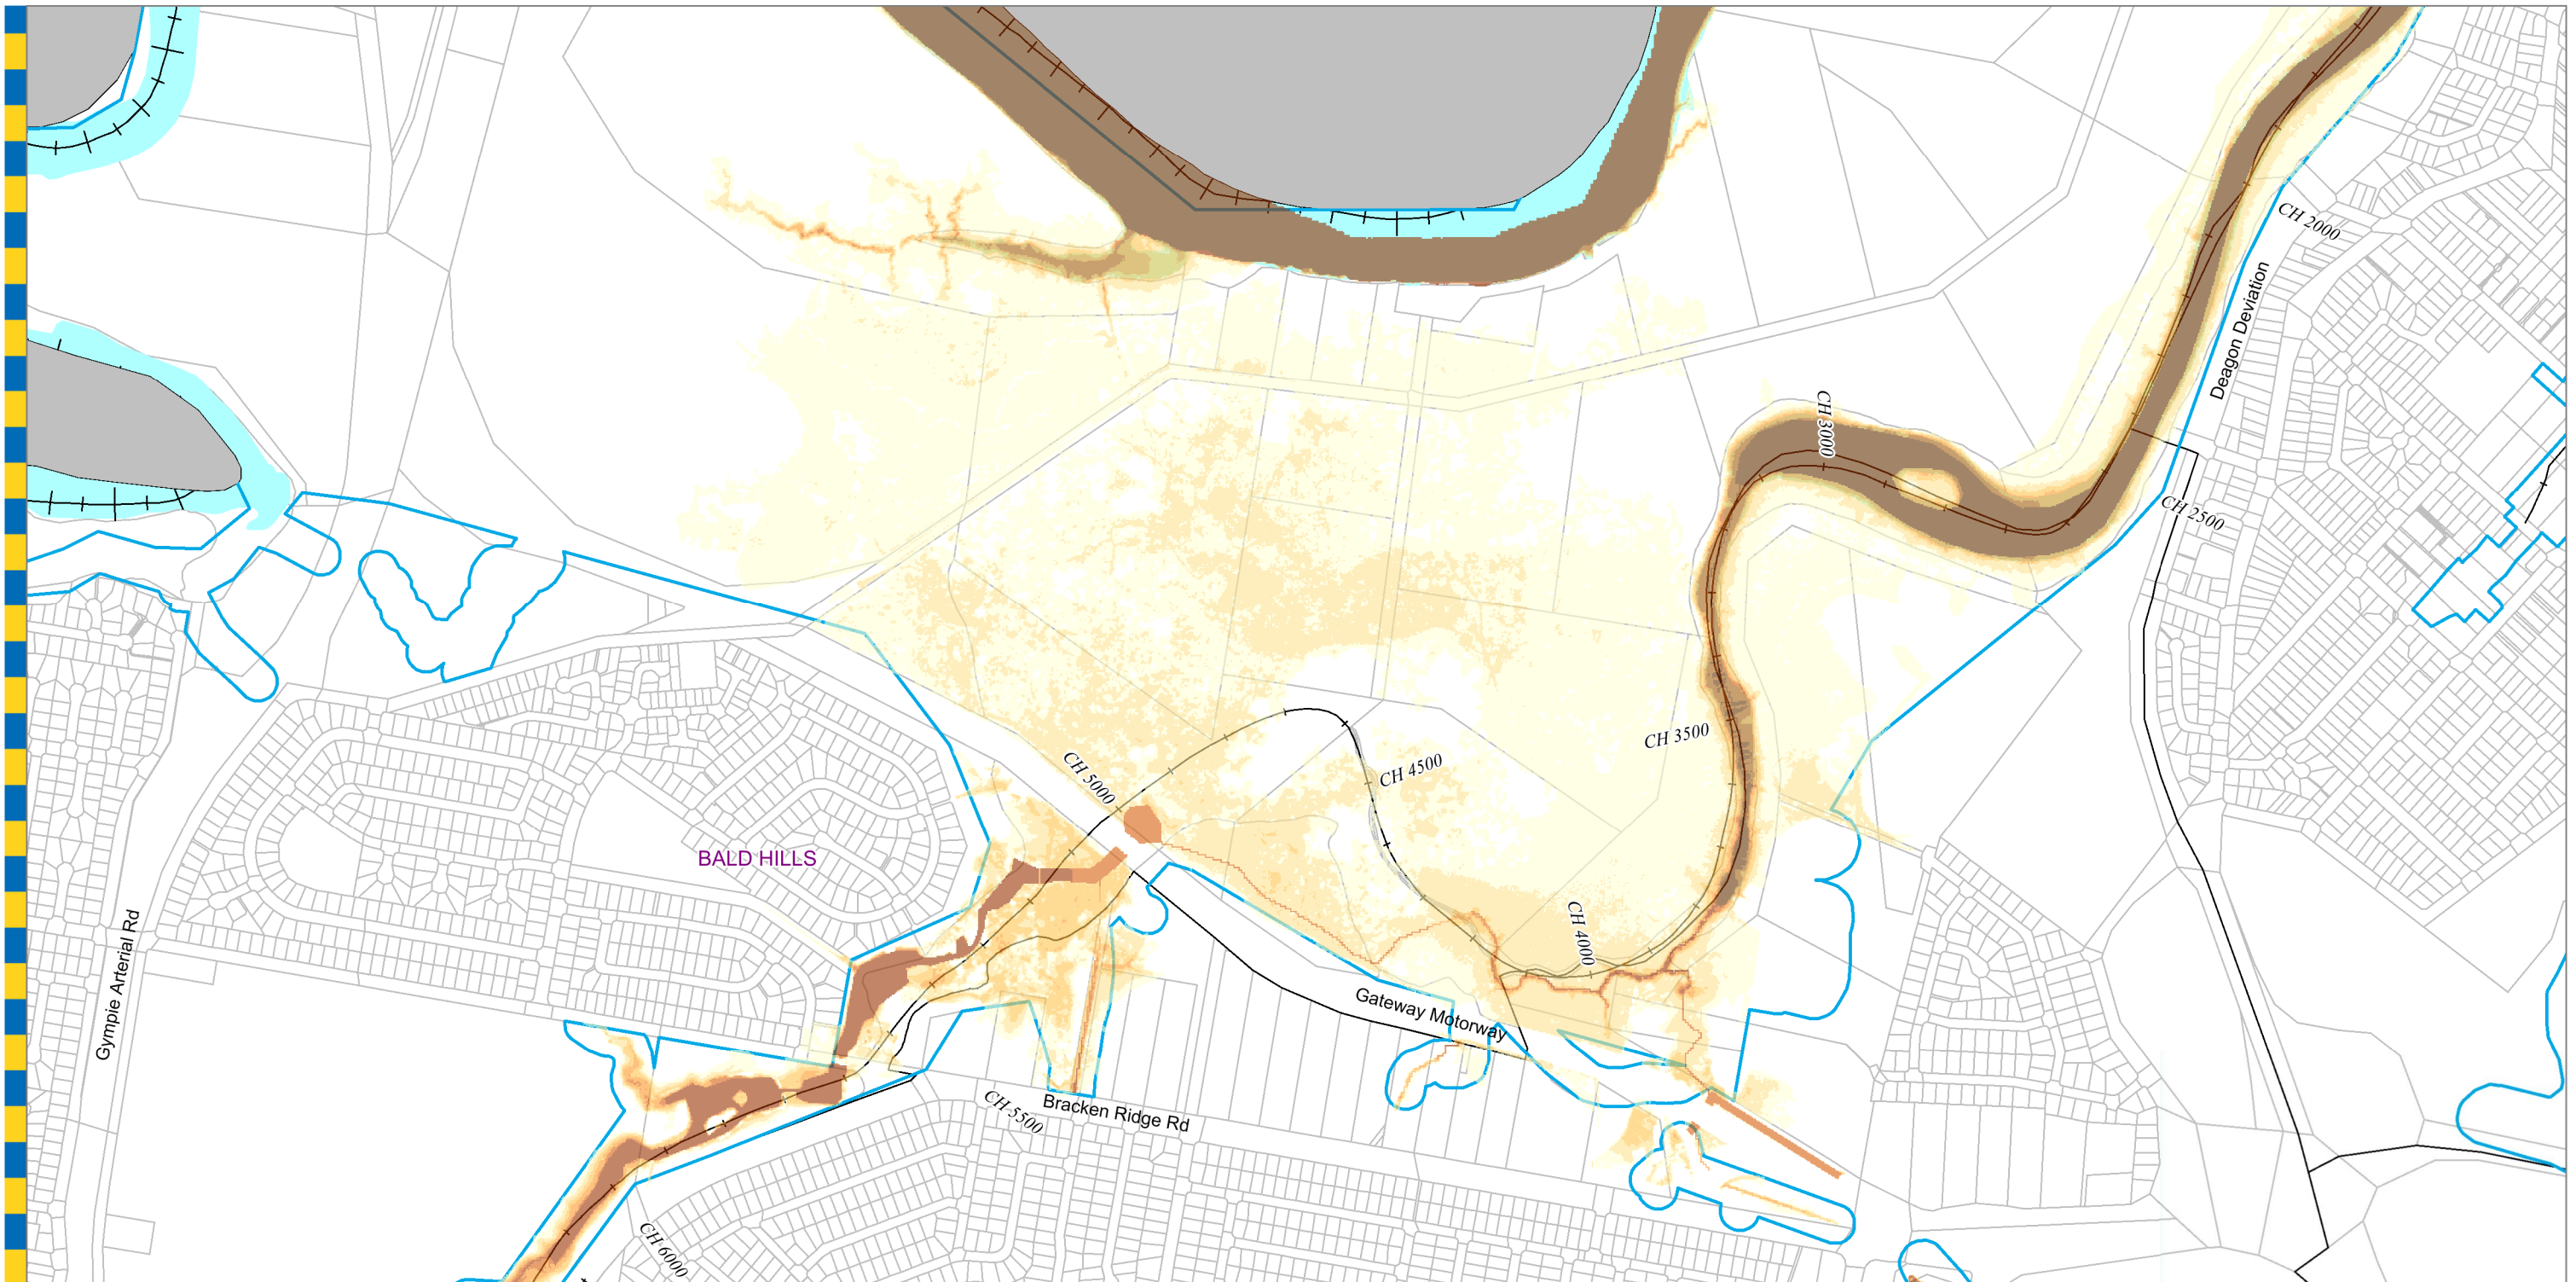 CH 2000
Deagon Deviation
CH 3000
CH 2500
CH 3500
CH 5000
CH 4500
BALD HILLS
CH 4000
Gympie Arterial Rd
Gateway Motorway
CH 5500
Bracken Ridge Rd
CH 6000